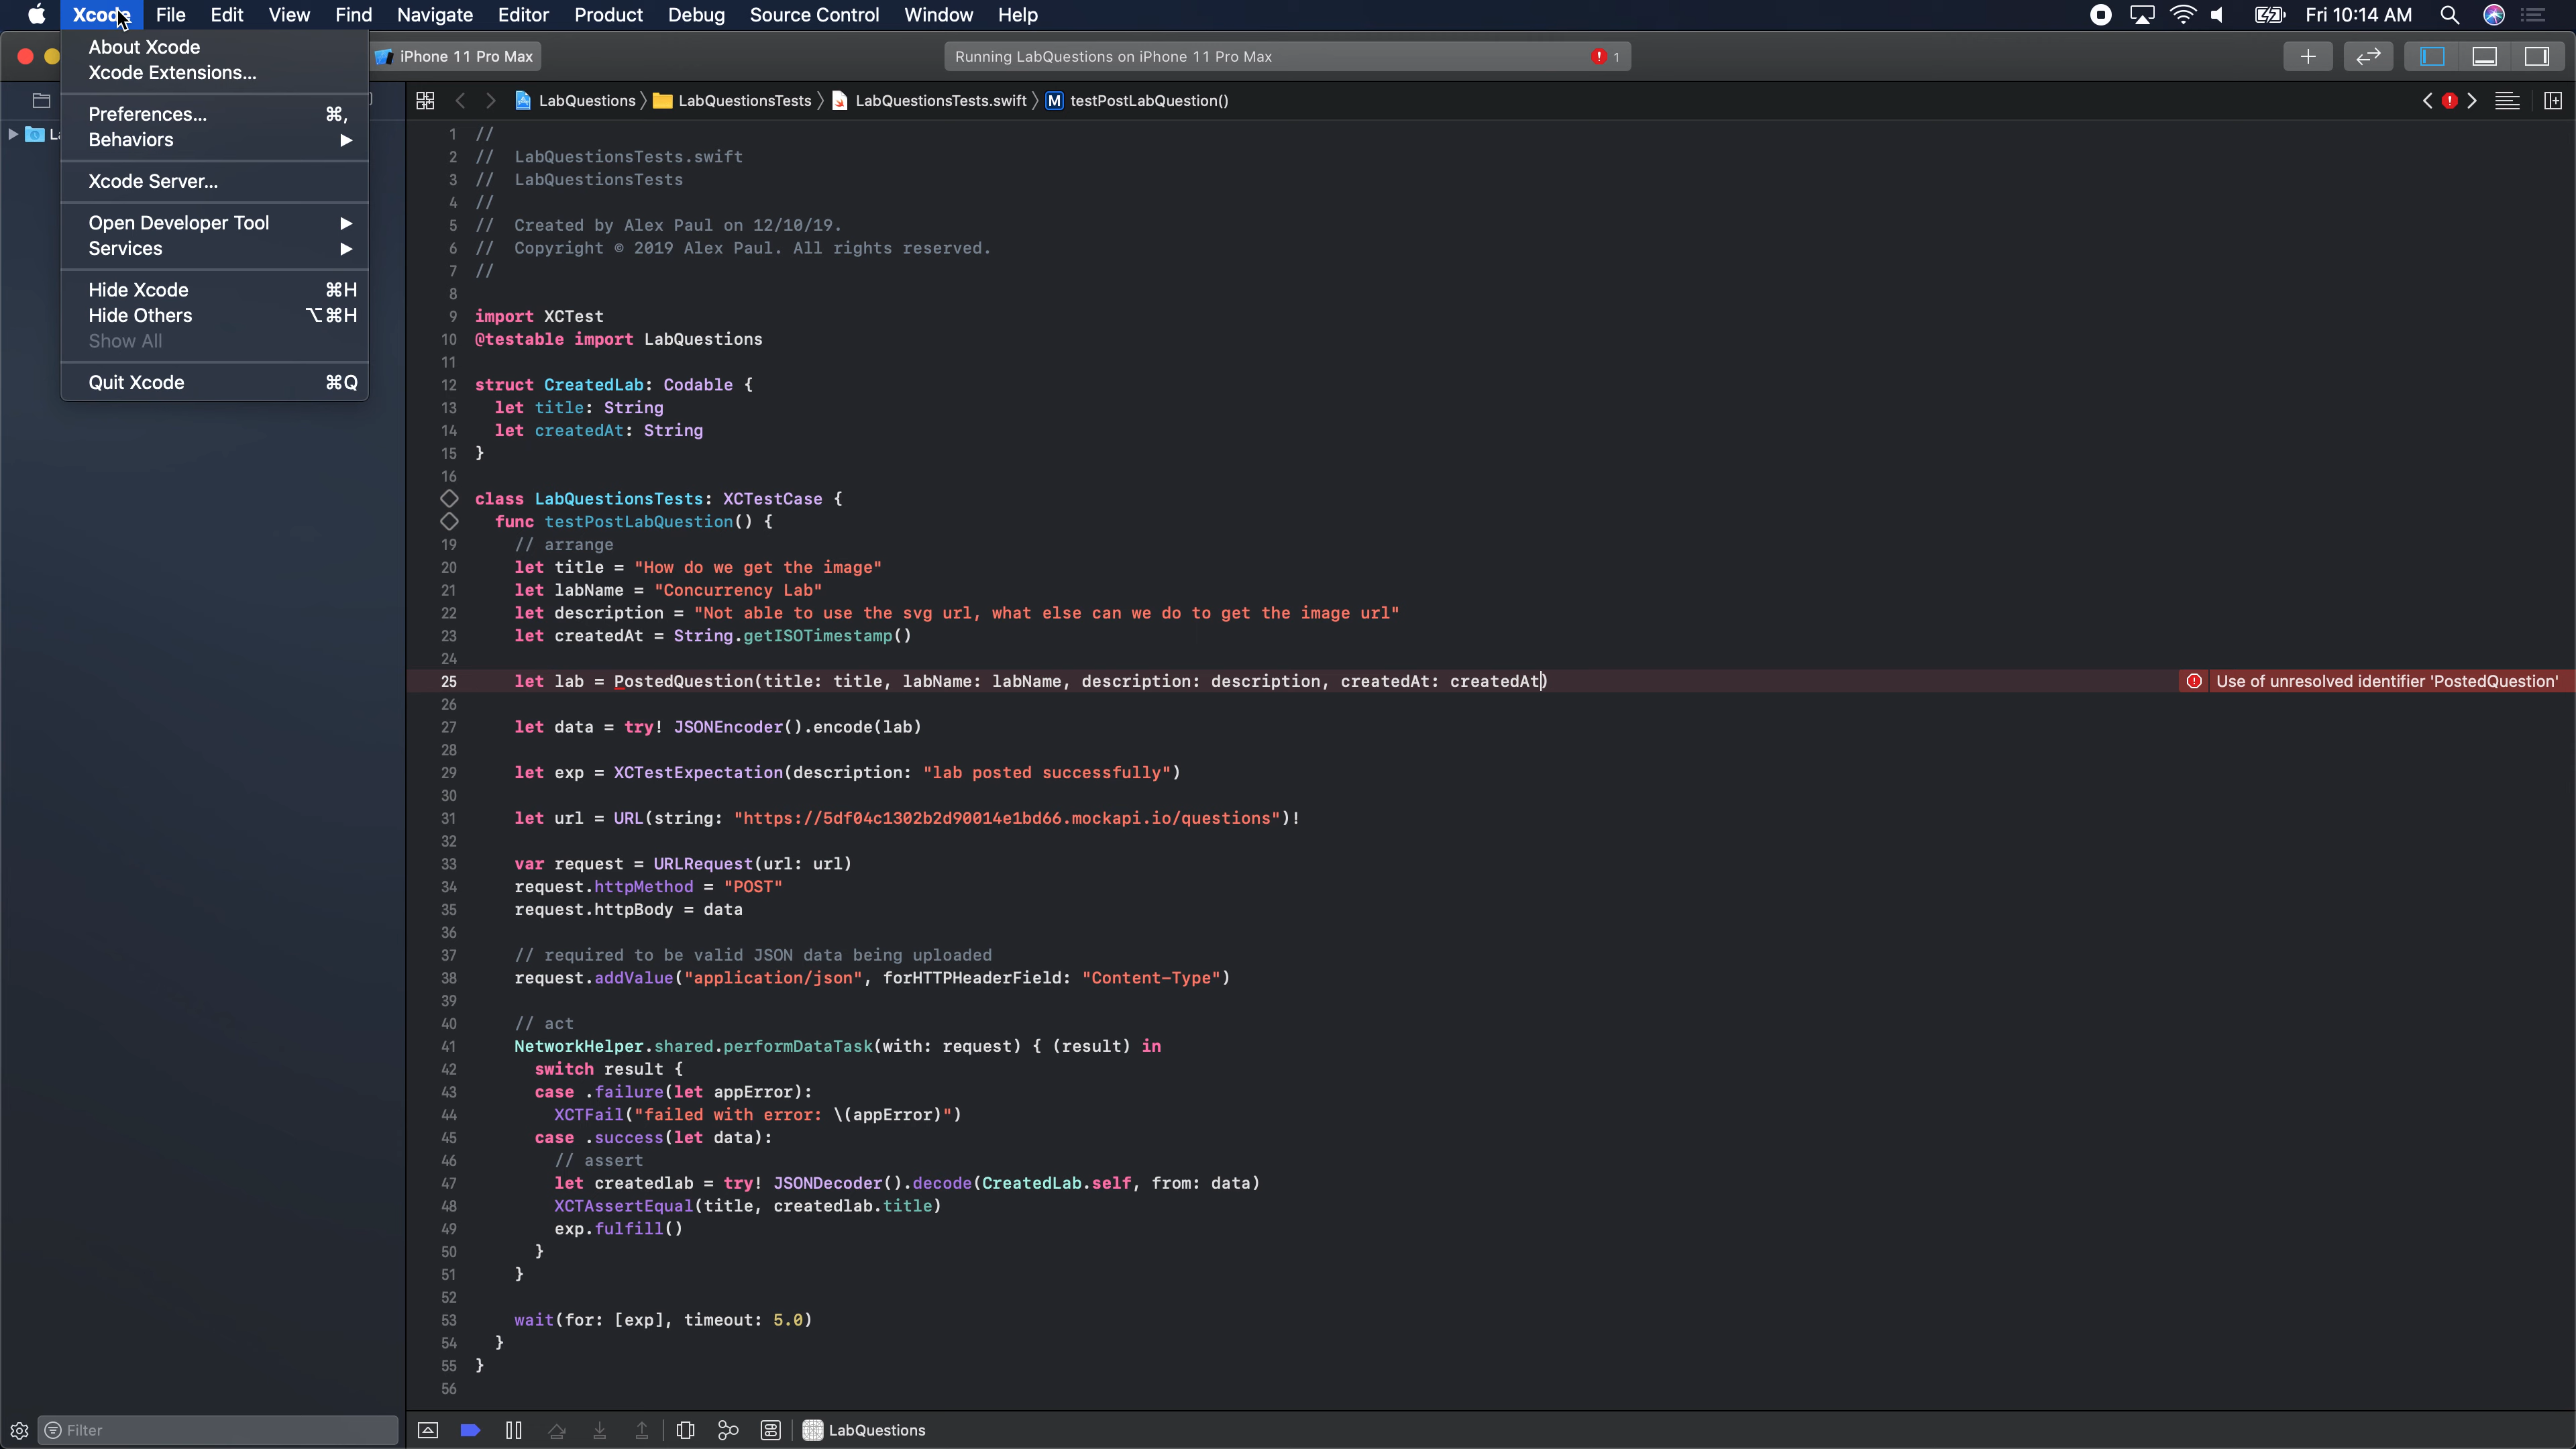 Xcode File Edit View Find Navigate Editor Product Debug Source Control Window Help Fri 10:14 AM
About Xcode
Xcode Extensions...
Preferences... ⌘,
Behaviors
Xcode Server...
Open Developer Tool
Services
Hide Xcode ⌘H
Hide Others ⌥⌘H
Show All
Quit Xcode ⌘Q
iPhone 11 Pro Max
Running LabQuestions on iPhone 11 Pro Max 1
LabQuestions LabQuestionsTests LabQuestionsTests.swift M testPostLabQuestion()
1 //
2 // LabQuestionsTests.swift
3 // LabQuestionsTests
4 //
5 // Created by Alex Paul on 12/10/19.
6 // Copyright © 2019 Alex Paul. All rights reserved.
7 //
8
9 import XCTest
10 @testable import LabQuestions
11
12 struct CreatedLab: Codable {
13 let title: String
14 let createdAt: String
15 }
16
class LabQuestionsTests: XCTestCase {
func testPostLabQuestion() {
19 // arrange
20 let title = "How do we get the image"
21 let labName = "Concurrency Lab"
22 let description = "Not able to use the svg url, what else can we do to get the image url"
23 let createdAt = String.getISOTimestamp()
24
25 let lab = PostedQuestion(title: title, labName: labName, description: description, createdAt: createdAt) Use of unresolved identifier 'PostedQuestion'
26
27 let data = try! JSONEncoder().encode(lab)
28
29 let exp = XCTestExpectation(description: "lab posted successfully")
30
31 let url = URL(string: "https://5df04c1302b2d90014e1bd66.mockapi.io/questions")!
32
33 var request = URLRequest(url: url)
34 request.httpMethod = "POST"
35 request.httpBody = data
36
37 // required to be valid JSON data being uploaded
38 request.addValue("application/json", forHTTPHeaderField: "Content-Type")
39
40 // act
41 NetworkHelper.shared.performDataTask(with: request) { (result) in
42 switch result {
43 case .failure(let appError):
44 XCTFail("failed with error: \(appError)")
45 case .success(let data):
46 // assert
47 let createdlab = try! JSONDecoder().decode(CreatedLab.self, from: data)
48 XCTAssertEqual(title, createdlab.title)
49 exp.fulfill()
50 }
51 }
52
53 wait(for: [exp], timeout: 5.0)
54 }
55 }
56
Filter
LabQuestions